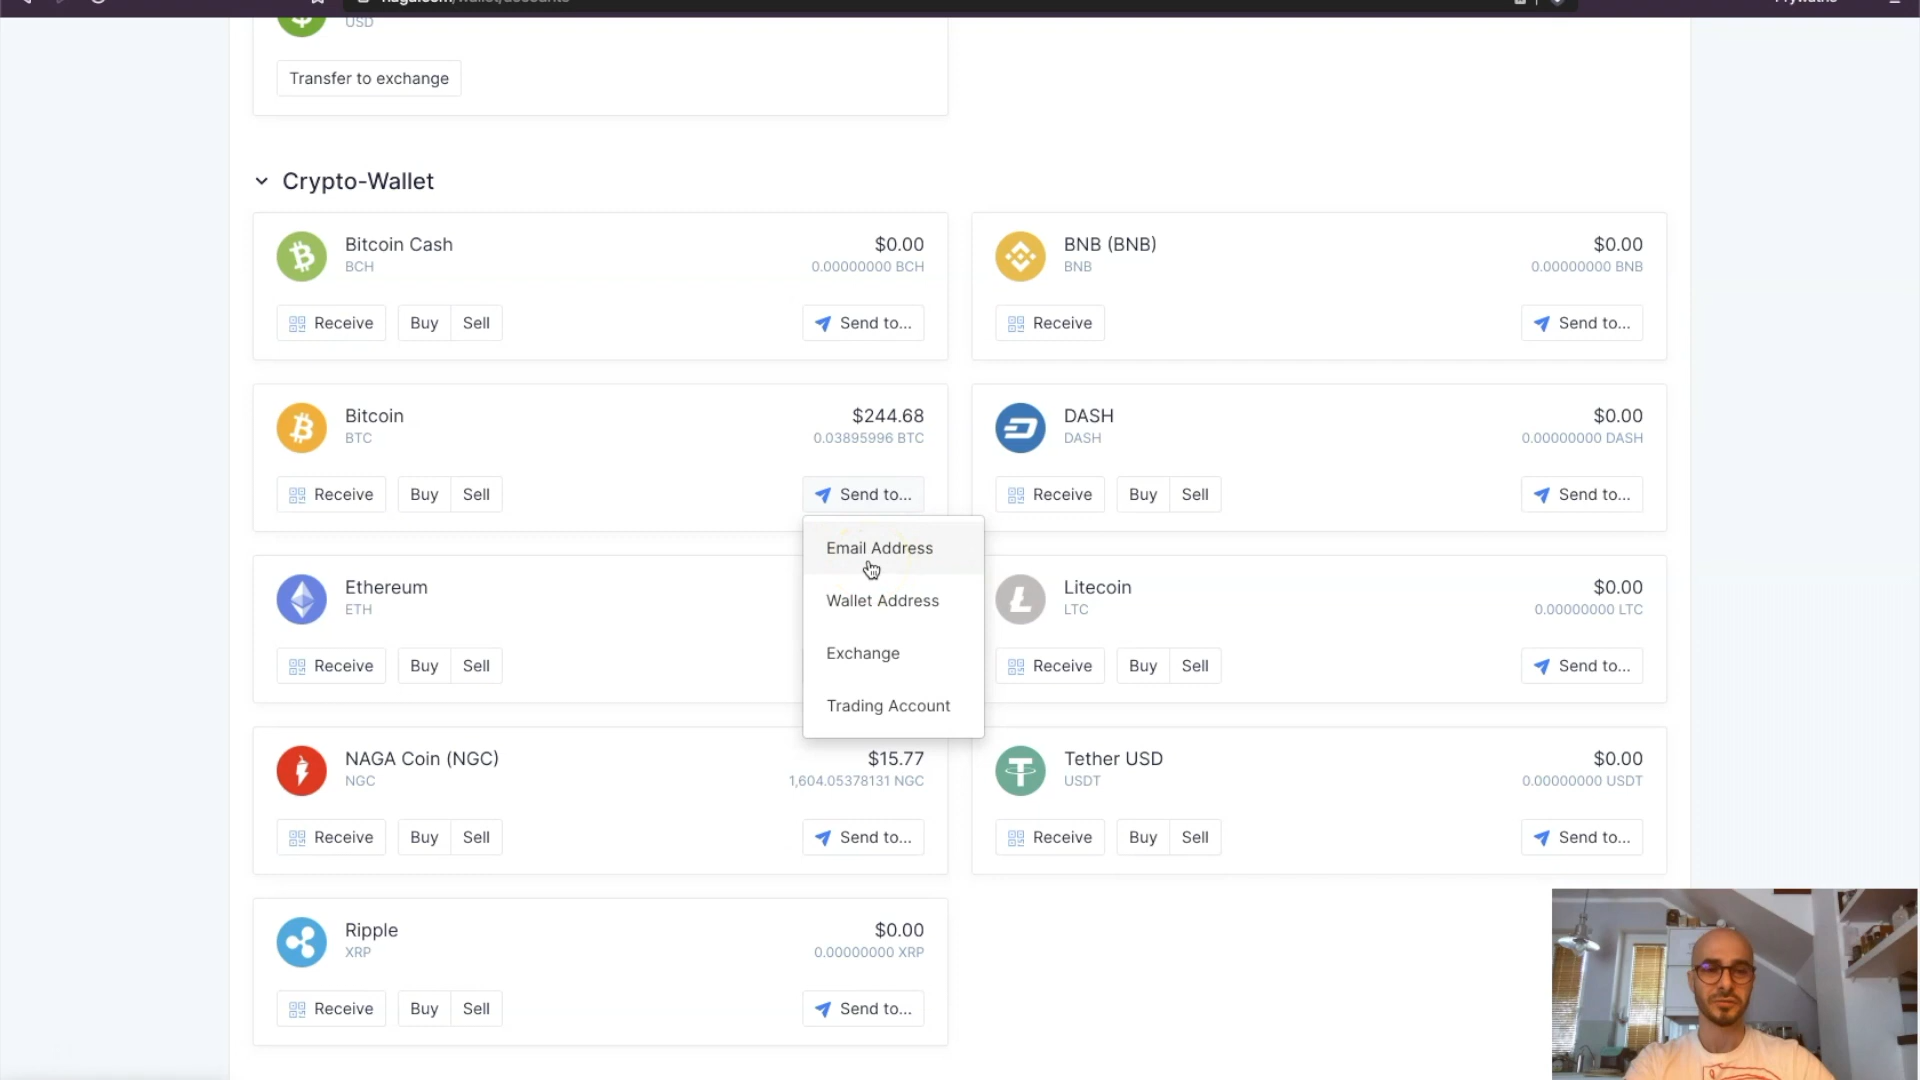 USD
Transfer to exchange
Crypto-Wallet
Bitcoin Cash
BCH
$0.00
0.00000000 BCH
Receive
Buy
Sell
Send to...
BNB (BNB)
BNB
$0.00
0.00000000 BNB
Receive
Send to...
Bitcoin
BTC
$244.68
0.03895996 BTC
Receive
Buy
Sell
Send to...
Email Address
Wallet Address
Exchange
Trading Account
DASH
DASH
$0.00
0.00000000 DASH
Receive
Buy
Sell
Send to...
Ethereum
ETH
Receive
Buy
Sell
Litecoin
LTC
$0.00
0.00000000 LTC
Receive
Buy
Sell
Send to...
NAGA Coin (NGC)
NGC
$15.77
1,604.05378131 NGC
Receive
Buy
Sell
Send to...
Tether USD
USDT
$0.00
0.00000000 USDT
Receive
Buy
Sell
Send to...
Ripple
XRP
$0.00
0.00000000 XRP
Receive
Buy
Sell
Send to...